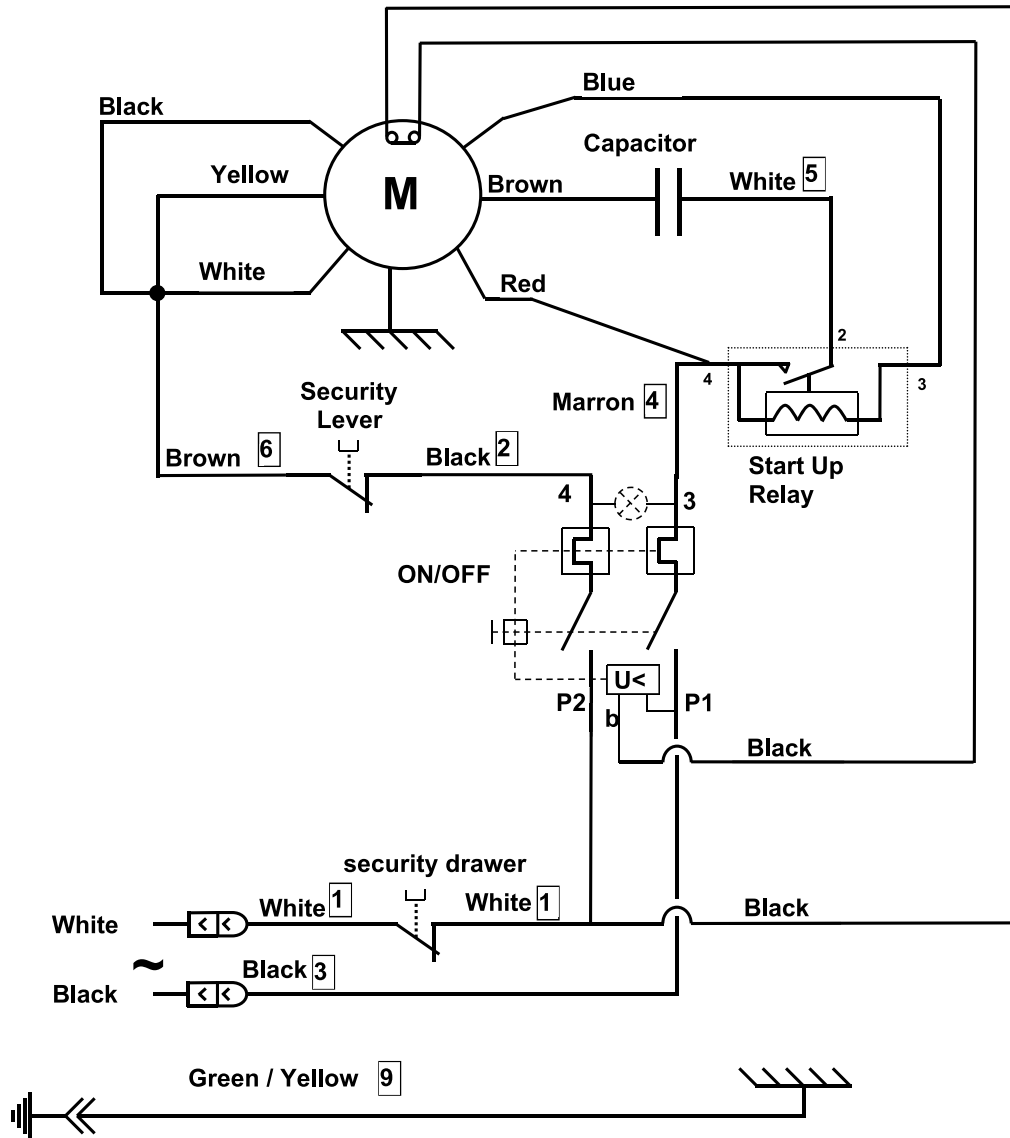 Blue
Black
Capacitor
Yellow
M
Brown
White 5
White
Red
2
4
3
Security
Lever
Marron 4
Brown 6
Black 2
Start Up
Relay
4
3
ON/OFF
U<
P2
b
P1
Black
security drawer
White
White 1
White 1
Black
~
Black
Black 3
Green / Yellow 9